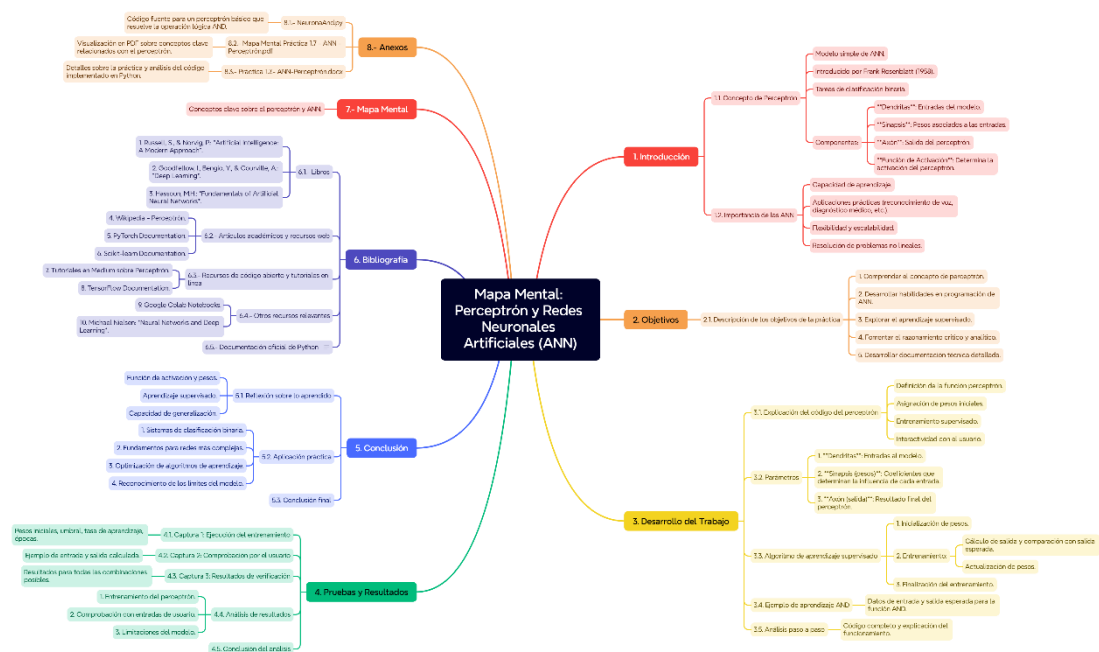 Mapa Mental:
Perceptrón y Redes
Neuronales
Artificiales (ANN)
1. Introducción
1.1. Concepto de Perceptrón
Modelo simple de ANN.
Introducido por Frank Rosenblatt (1958).
Tareas de clasificación binaria.
Componentes:
**Dendritas**: Entradas del modelo.
**Sinapsis**: Pesos asociados a las entradas.
**Axón**: Salida del perceptrón.
**Función de Activación**: Determina la
activación del perceptrón.
1.2. Importancia de las ANN
Capacidad de aprendizaje.
Aplicaciones prácticas (reconocimiento de voz,
diagnóstico médico, etc.).
Flexibilidad y escalabilidad.
Resolución de problemas no lineales.
2. Objetivos
2.1. Descripción de los objetivos de la práctica
1. Comprender el concepto de perceptrón.
2. Desarrollar habilidades en programación de
ANN.
3. Explorar el aprendizaje supervisado.
4. Fomentar el razonamiento crítico y analítico.
5. Desarrollar documentación técnica detallada.
3. Desarrollo del Trabajo
3.1. Explicación del código del perceptrón
Definición de la función perceptrón.
Asignación de pesos iniciales.
Entrenamiento supervisado.
Interactividad con el usuario.
3.2. Parámetros
1. **Dendritas**: Entradas al modelo.
2. **Sinapsis (pesos)**: Coeficientes que
determinan la influencia de cada entrada.
3. **Axón (salida)**: Resultado final del
perceptrón.
3.3. Algoritmo de aprendizaje supervisado
1. Inicialización de pesos.
2. Entrenamiento.
Cálculo de salida y comparación con salida
esperada.
Actualización de pesos.
3. Finalización del entrenamiento.
3.4. Ejemplo de aprendizaje AND
Datos de entrada y salida esperada para la
función AND.
3.5. Análisis paso a paso
Código completo y explicación del
funcionamiento.
4. Pruebas y Resultados
4.1. Captura 1: Ejecución del entrenamiento
Pesos iniciales, umbral, tasa de aprendizaje,
épocas.
4.2. Captura 2: Comprobación por el usuario
Ejemplo de entrada y salida calculada.
4.3. Captura 3: Resultados de verificación
Resultados para todas las combinaciones
posibles.
4.4. Análisis de resultados
1. Entrenamiento del perceptrón.
2. Comprobación con entradas de usuario.
3. Limitaciones del modelo.
4.5. Conclusión del análisis
5. Conclusión
5.1. Reflexión sobre lo aprendido
Función de activación y pesos.
Aprendizaje supervisado.
Capacidad de generalización.
5.2. Aplicación práctica
1. Sistemas de clasificación binaria.
2. Fundamentos para redes más complejas.
3. Optimización de algoritmos de aprendizaje.
4. Reconocimiento de los límites del modelo.
5.3. Conclusión final
6. Bibliografía
6.1. Libros
1. Russell, S., & Norvig, P.: "Artificial Intelligence:
A Modern Approach".
2. Goodfellow, I., Bengio, Y., & Courville, A.:
"Deep Learning".
3. Hassoun, M.H.: "Fundamentals of Artificial
Neural Networks".
6.2.- Artículos académicos y recursos web
4. Wikipedia - Perceptrón.
5. PyTorch Documentation.
6. Scikit-learn Documentation.
6.3.- Recursos de código abierto y tutoriales en
línea
7. Tutoriales en Medium sobre Perceptrón.
8. TensorFlow Documentation.
6.4.- Otros recursos relevantes
9. Google Colab Notebooks.
10. Michael Nielsen: "Neural Networks and Deep
Learning".
6.5.- Documentación oficial de Python
7.- Mapa Mental
Conceptos clave sobre el perceptrón y ANN.
8.- Anexos
8.1.- NeuronaAnd.py
Código fuente para un perceptrón básico que
resuelve la operación lógica AND.
8.2. Mapa Mental Práctica 1.7 ANN
Perceptrón.pdf
Visualización en PDF sobre conceptos clave
relacionados con el perceptrón.
8.3.- Práctica 1.7.- ANN-Perceptrón.docx
Detalles sobre la práctica y análisis del código
implementado en Python.